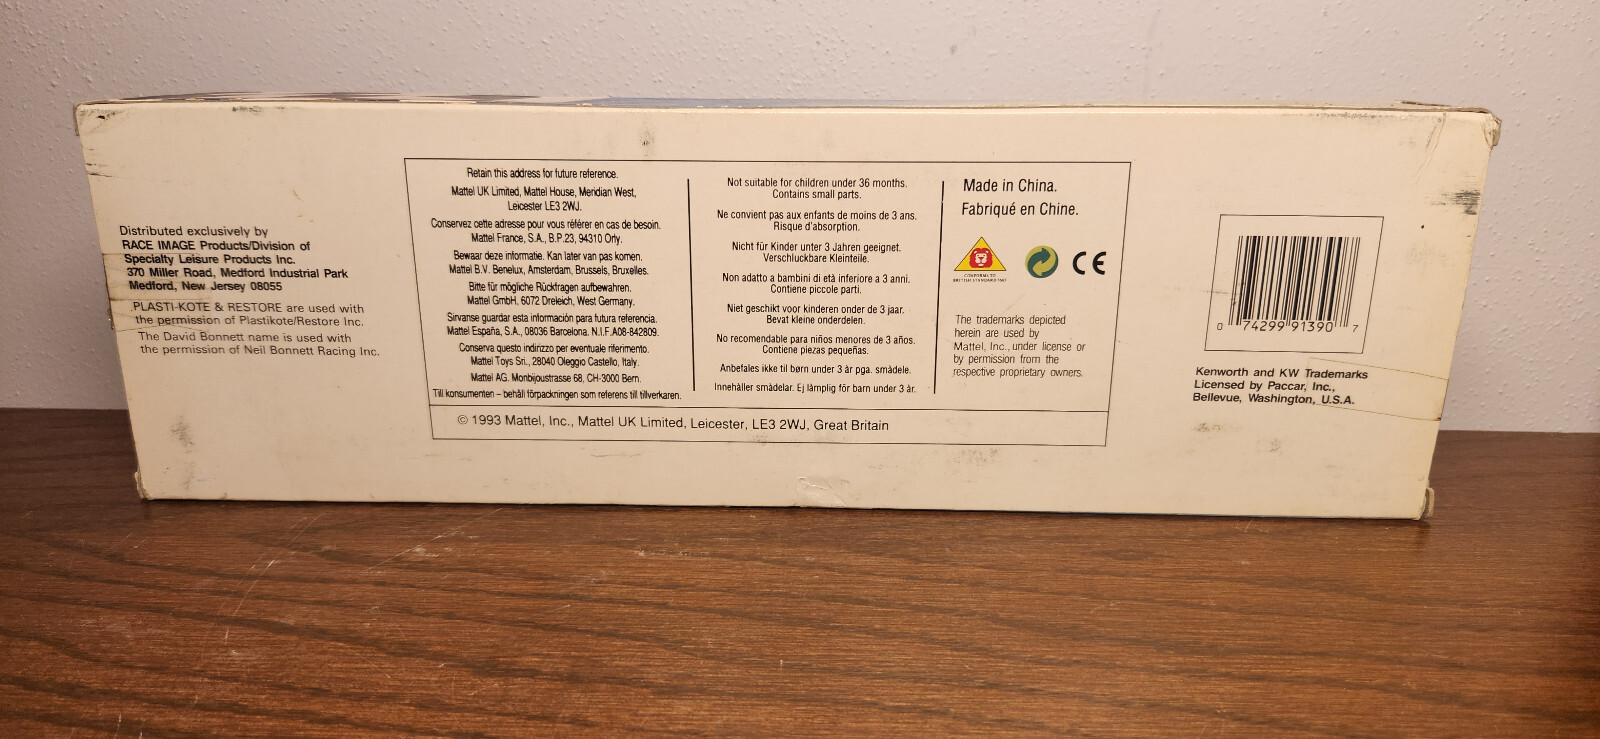 Distributed exclusively by
RACE IMAGE Products/Division of
Specialty Leisure Products Inc.
370 Miller Road, Medford Industrial Park
Medford, New Jersey 08055
PLASTI-KOTE & RESTORE are used with
the permission of Plastikote/Restore Inc.
The David Bonnett name is used with
the permission of Neil Bonnett Racing Inc.
Retain this address for future reference.
Mattel UK Limited, Mattel House, Meridian West,
Leicester LE3 2WJ.
Conservez cette adresse pour vous référer en cas de besoin.
Mattel France, S.A., B.P.23, 94310 Orly.
Bewaar deze informatie. Kan later van pas komen.
Mattel B.V. Benelux, Amsterdam, Brussels, Bruxelles.
Bitte für mögliche Rückfragen aufbewahren.
Mattel GmbH, 6072 Dreieich, West Germany.
Sirvanse guardar esta información para futura referencia.
Mattel España, S.A., 08036 Barcelona. N.I.F.A08-842809.
Conserva questo indirizzo per eventuale riferimento.
Mattel Toys Sri., 28040 Oleggio Castello, Italy.
Mattel AG. Monbijoustrasse 68, CH-3000 Bern.
Till konsumenten – behåll förpackningen som referens till tillverkaren.
Not suitable for children under 36 months.
Contains small parts.
Ne convient pas aux enfants de moins de 3 ans.
Risque d'absorption.
Nicht für Kinder unter 3 Jahren geeignet.
Verschluckbare Kleinteile.
Non adatto a bambini di età inferiore a 3 anni.
Contiene piccole parti.
Niet geschikt voor kinderen onder de 3 jaar.
Bevat kleine onderdelen.
No recomendable para niños menores de 3 años.
Contiene piezas pequeñas.
Anbefales ikke til børn under 3 år pga. smådele.
Innehåller smådelar. Ej lämplig för barn under 3 år.
Made in China.
Fabriqué en Chine.
CONFORMS TO
BRITISH STANDARD 5665
CE
The trademarks depicted
herein are used by
Mattel, Inc., under license or
by permission from the
respective proprietary owners.
© 1993 Mattel, Inc., Mattel UK Limited, Leicester, LE3 2WJ, Great Britain
0 74299 91390 7
Kenworth and KW Trademarks
Licensed by Paccar, Inc.,
Bellevue, Washington, U.S.A.